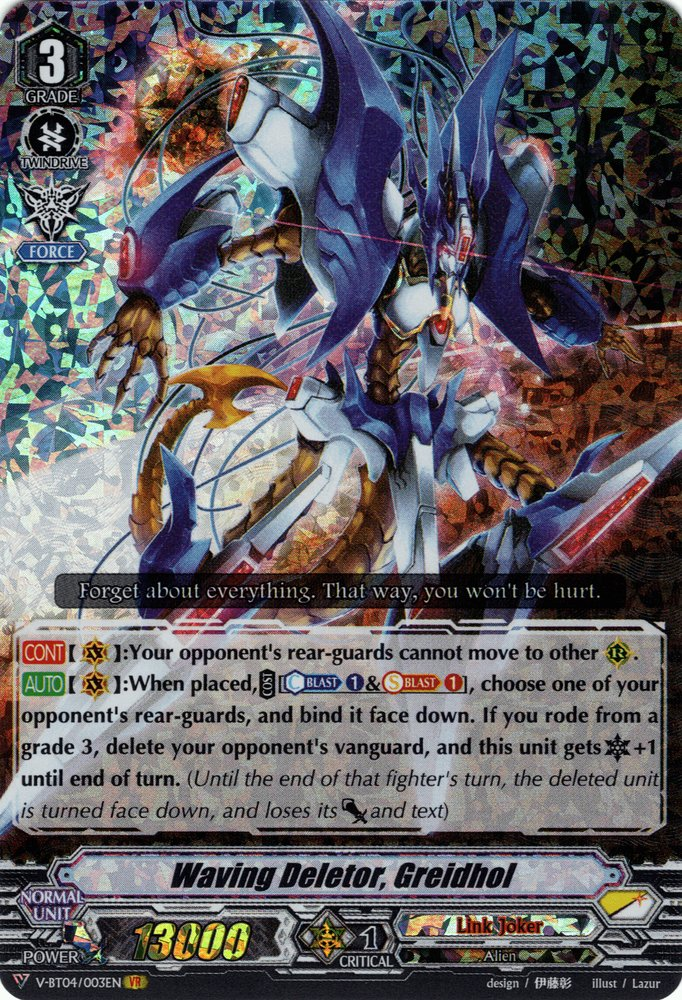 3
GRADE
TWINDRIVE
FORCE
Forget about everything. That way, you won't be hurt.
CONT【 】:Your opponent's rear-guards cannot move to other R.
AUTO【 】:When placed, COST [C BLAST 1 & S BLAST 1], choose one of your
opponent's rear-guards, and bind it face down. If you rode from a
grade 3, delete your opponent's vanguard, and this unit gets +1
until end of turn. (Until the end of that fighter's turn, the deleted unit
is turned face down, and loses its and text)
Waving Deletor, Greidhol
NORMAL
UNIT
POWER 13000 1 CRITICAL
Link Joker
Alien
V-BT04/003EN VR design / 伊藤彰 illust / Lazur